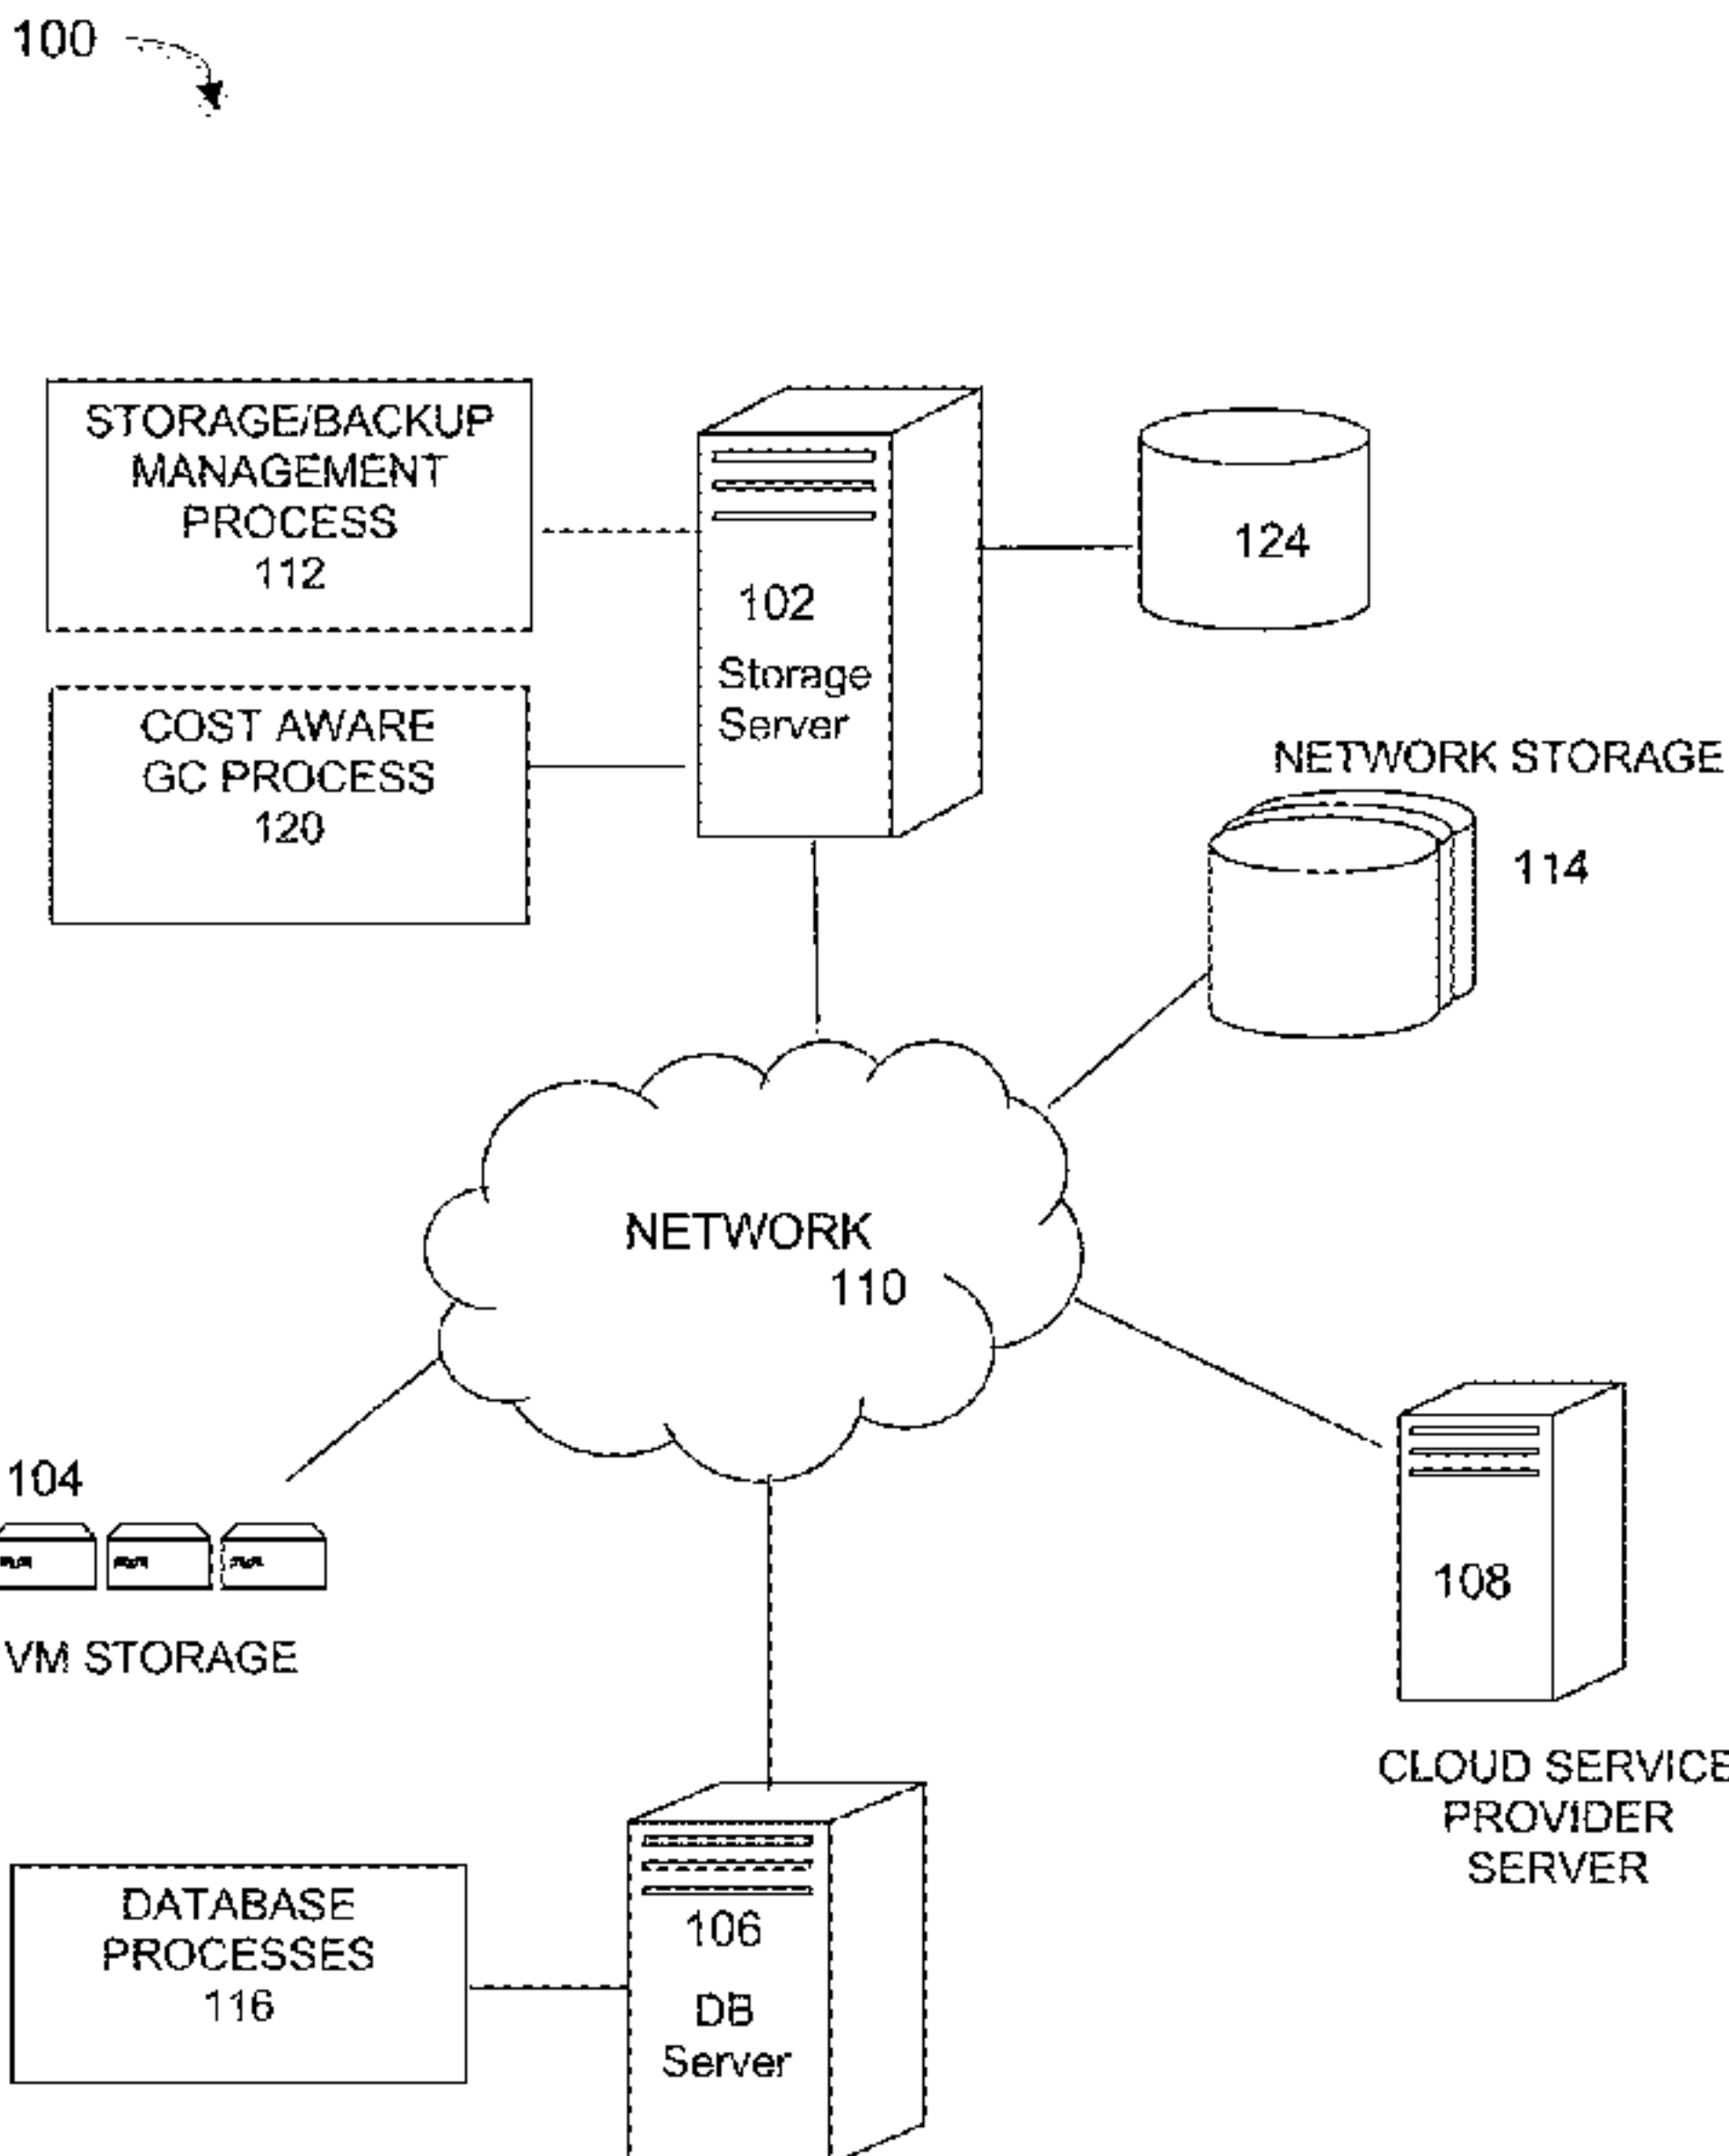 100
STORAGE/BACKUP
MANAGEMENT
PROCESS
112
102
Storage
Server
124
COST AWARE
GC PROCESS
120
NETWORK STORAGE
114
NETWORK
110
104
VM STORAGE
108
CLOUD SERVICE
PROVIDER
SERVER
DATABASE
PROCESSES
116
106
DB
Server